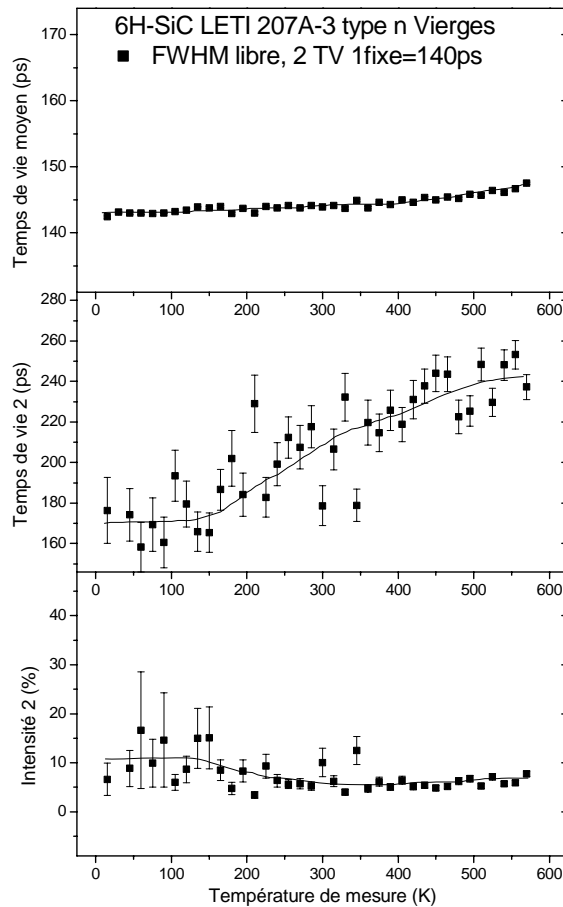 6H-SiC LETI 207A-3 type n Vierges
FWHM libre, 2 TV 1fixe=140ps
Temps de vie moyen (ps)
170
160
150
140
0 100 200 300 400 500 600
Temps de vie 2 (ps)
280
260
240
220
200
180
160
0 100 200 300 400 500 600
Intensité 2 (%)
40
30
20
10
0
0 100 200 300 400 500 600
Température de mesure (K)